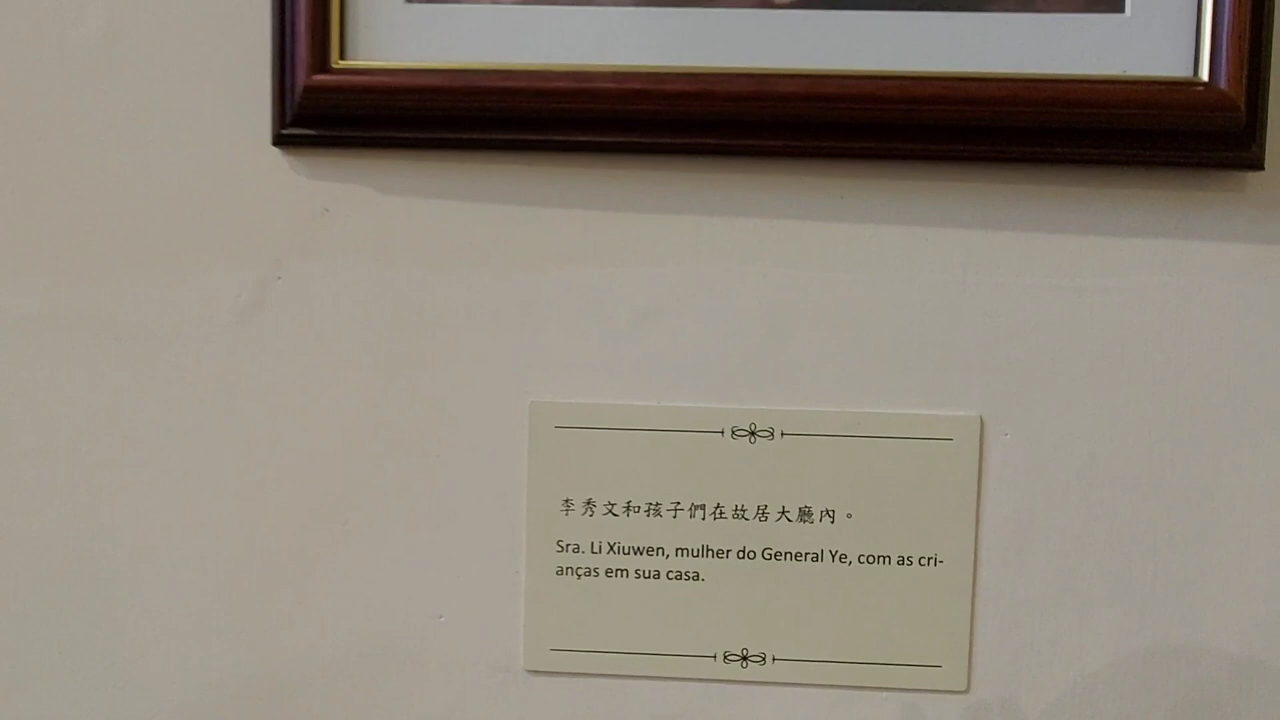 李秀文和孩子們在故居大廳內。
Sra. Li Xiuwen, mulher do General Ye, com as cri-
anças em sua casa.